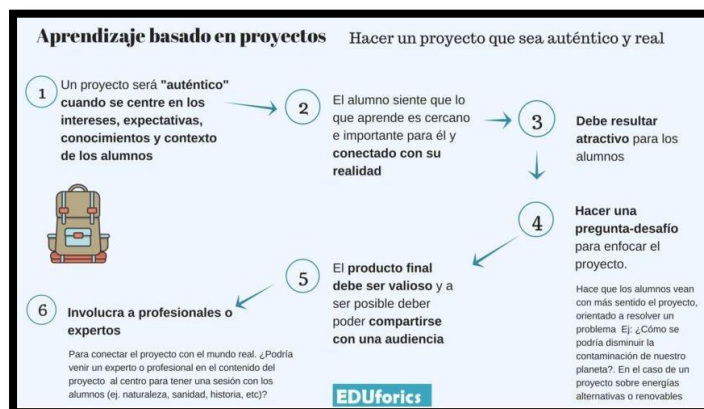 Aprendizaje basado en proyectos
Hacer un proyecto que sea auténtico y real
1
Un proyecto será "auténtico"
cuando se centre en los
intereses, expectativas,
conocimientos y contexto
de los alumnos
2
El alumno siente que lo
que aprende es cercano
e importante para él y
conectado con su
realidad
3
Debe resultar
atractivo para los
alumnos
4
Hacer una
pregunta-desafío
para enfocar el
proyecto.
Hace que los alumnos vean
con más sentido el proyecto,
orientado a resolver un
problema Ej: ¿Cómo se
podría disminuir la
contaminación de nuestro
planeta?. En el caso de un
proyecto sobre energías
alternativas o renovables
5
El producto final
debe ser valioso y a
ser posible deber
poder compartirse
con una audiencia
6
Involucra a profesionales o
expertos
Para conectar el proyecto con el mundo real. ¿Podría
venir un experto o profesional en el contenido del
proyecto al centro para tener una sesión con los
alumnos (ej. naturaleza, sanidad, historia, etc)?
EDUforics